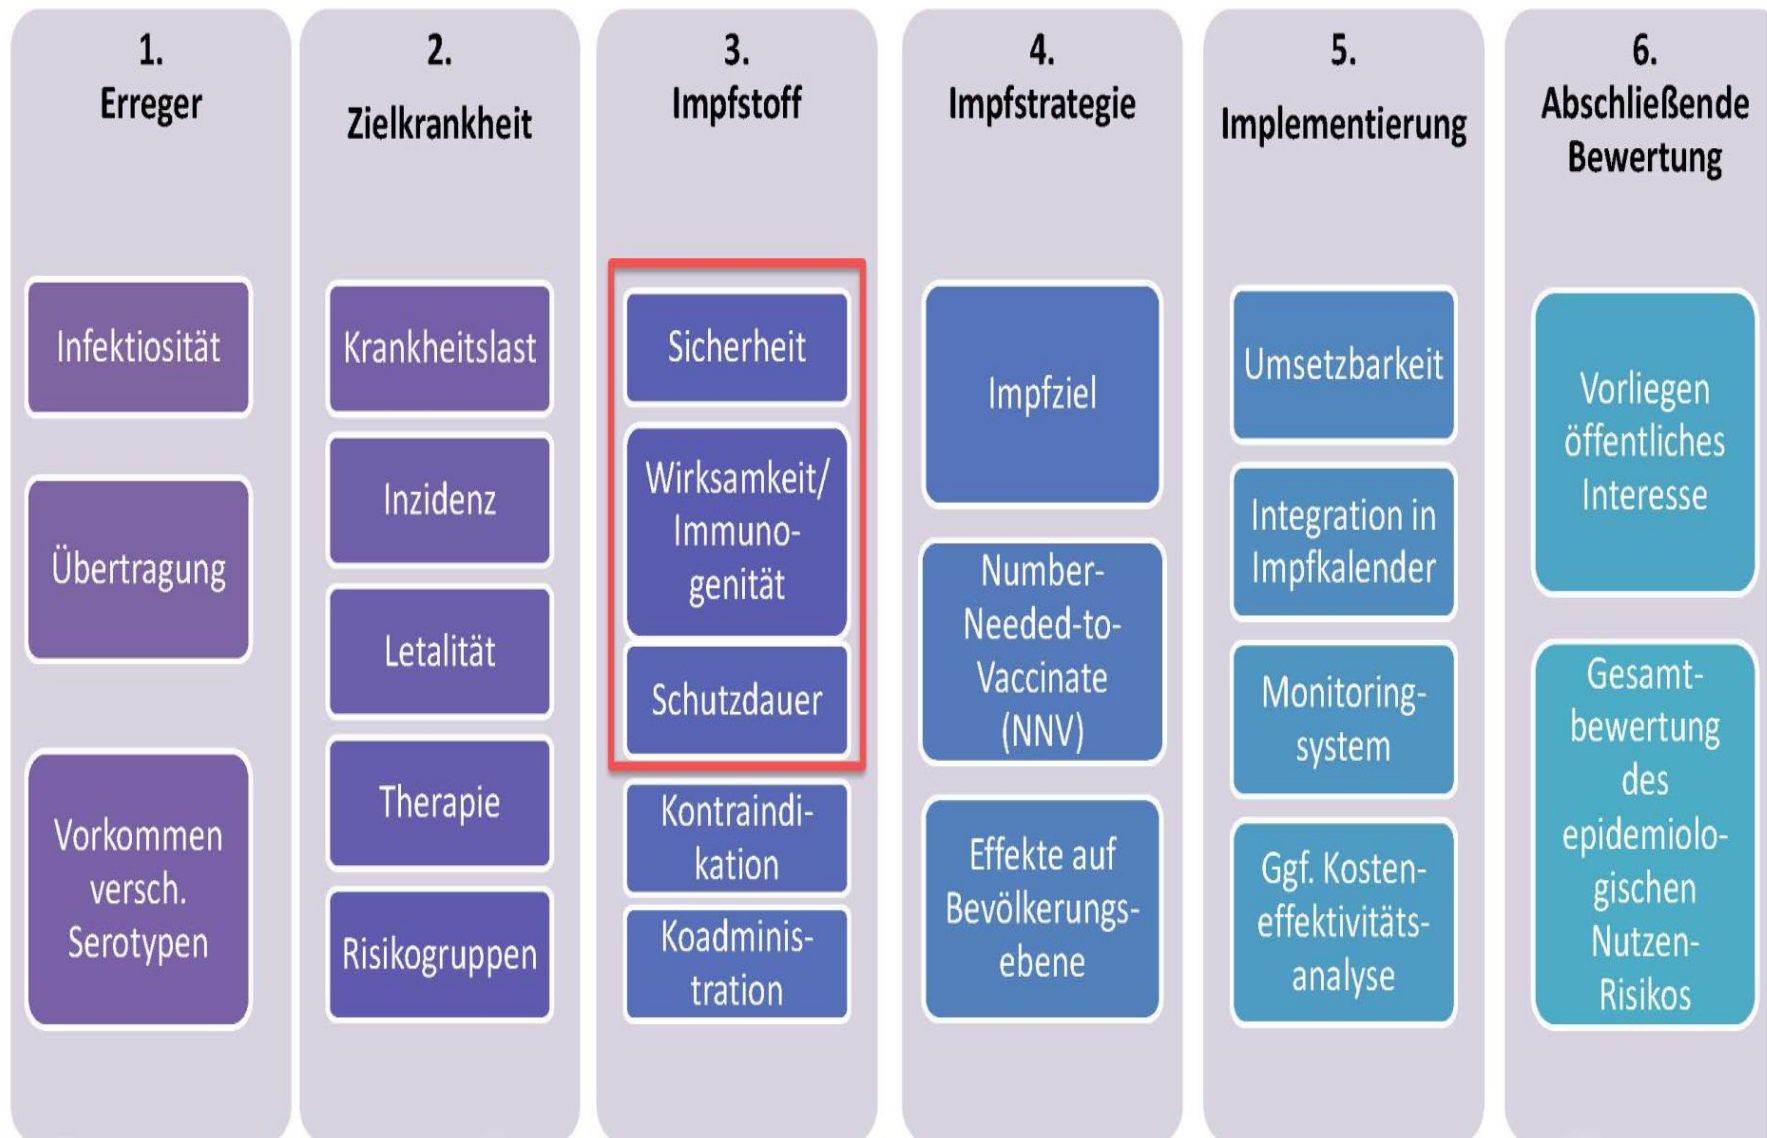 1.
Erreger
Infektiosität
Übertragung
Vorkommen
versch.
Serotypen
2.
Zielkrankheit
Krankheitslast
Inzidenz
Letalität
Therapie
Risikogruppen
3.
Impfstoff
Sicherheit
Wirksamkeit/
Immuno-
genität
Schutzdauer
Kontraindi-
kation
Koadminis-
tration
4.
Impfstrategie
Impfziel
Number-
Needed-to-
Vaccinate
(NNV)
Effekte auf
Bevölkerungs-
ebene
5.
Implementierung
Umsetzbarkeit
Integration in
Impfkalender
Monitoring-
system
Ggf. Kosten-
effektivitäts-
analyse
6.
Abschließende
Bewertung
Vorliegen
öffentliches
Interesse
Gesamt-
bewertung
des
epidemiolo-
gischen
Nutzen-
Risikos